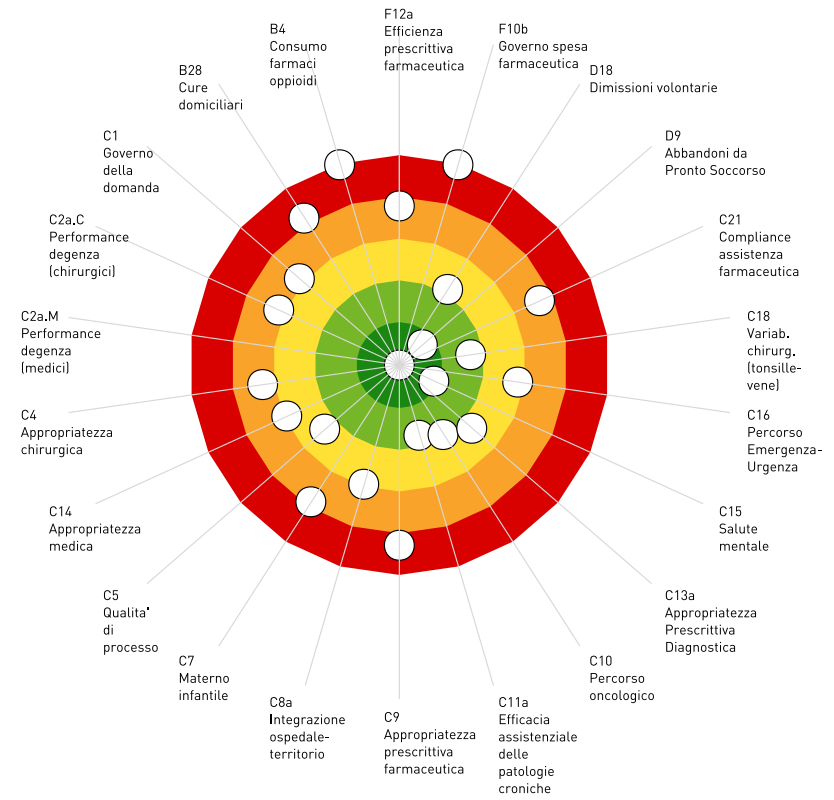 F12a
Efficienza
prescrittiva
farmaceutica
F10b
Governo spesa
farmaceutica
D18
Dimissioni volontarie
D9
Abbandoni da
Pronto Soccorso
C21
Compliance
assistenza
farmaceutica
C18
Variab.
chirurg.
(tonsille-
vene)
C16
Percorso
Emergenza-
Urgenza
C15
Salute
mentale
C13a
Appropriatezza
Prescrittiva
Diagnostica
C10
Percorso
oncologico
C11a
Efficacia
assistenziale
delle
patologie
croniche
C9
Appropriatezza
prescrittiva
farmaceutica
C8a
Integrazione
ospedale-
territorio
C7
Materno
infantile
C5
Qualita'
di
processo
C14
Appropriatezza
medica
C4
Appropriatezza
chirurgica
C2a.M
Performance
degenza
(medici)
C2a.C
Performance
degenza
(chirurgici)
C1
Governo
della
domanda
B28
Cure
domiciliari
B4
Consumo
farmaci
oppioidi